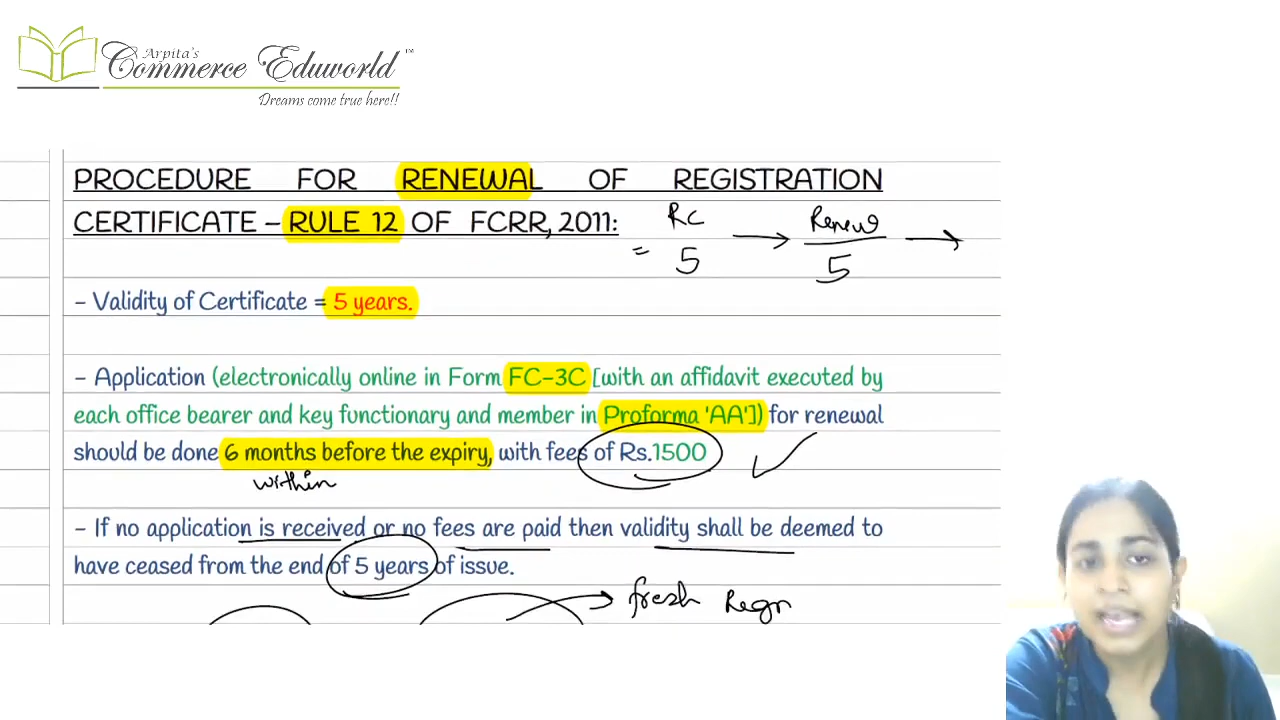 Arpita's
Commerce Eduworld™
Dreams come true here!!
PROCEDURE FOR RENEWAL OF REGISTRATION
CERTIFICATE – RULE 12 OF FCRR, 2011:
RC → Renew →
= 5 5
– Validity of Certificate = 5 years.
– Application (electronically online in Form FC-3C [with an affidavit executed by
each office bearer and key functionary and member in Proforma 'AA']) for renewal
should be done 6 months before the expiry, with fees of Rs.1500
within
– If no application is received or no fees are paid then validity shall be deemed to
have ceased from the end of 5 years of issue.
fresh Regn